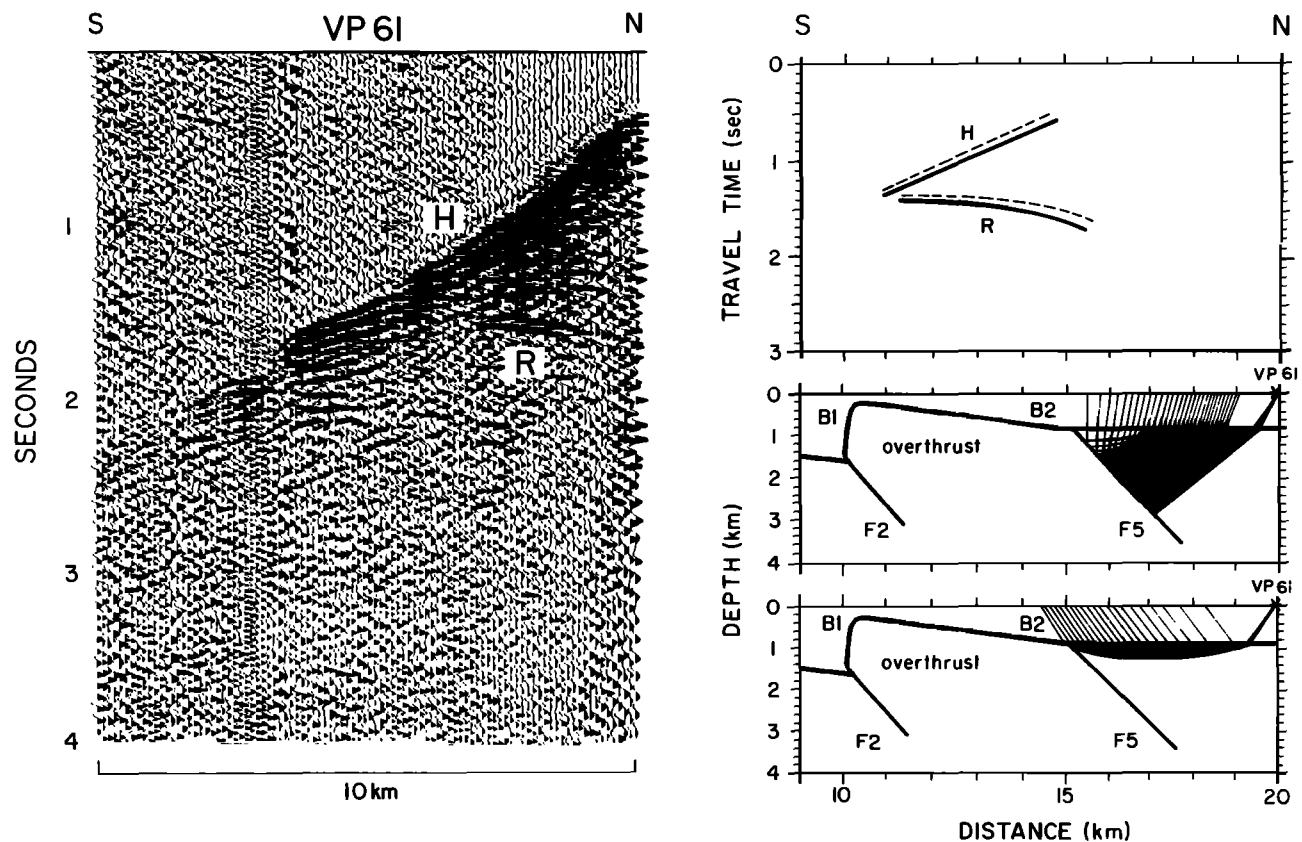 S VP 61 N
H
R
1
2
3
4
SECONDS
10 km
S N
0
1
2
3
TRAVEL TIME (sec)
H
R
VP 61
0
1
2
3
4
B1 B2
overthrust
F2 F5
DEPTH (km)
VP 61
0
1
2
3
4
B1 B2
overthrust
F2 F5
10 15 20
DISTANCE (km)